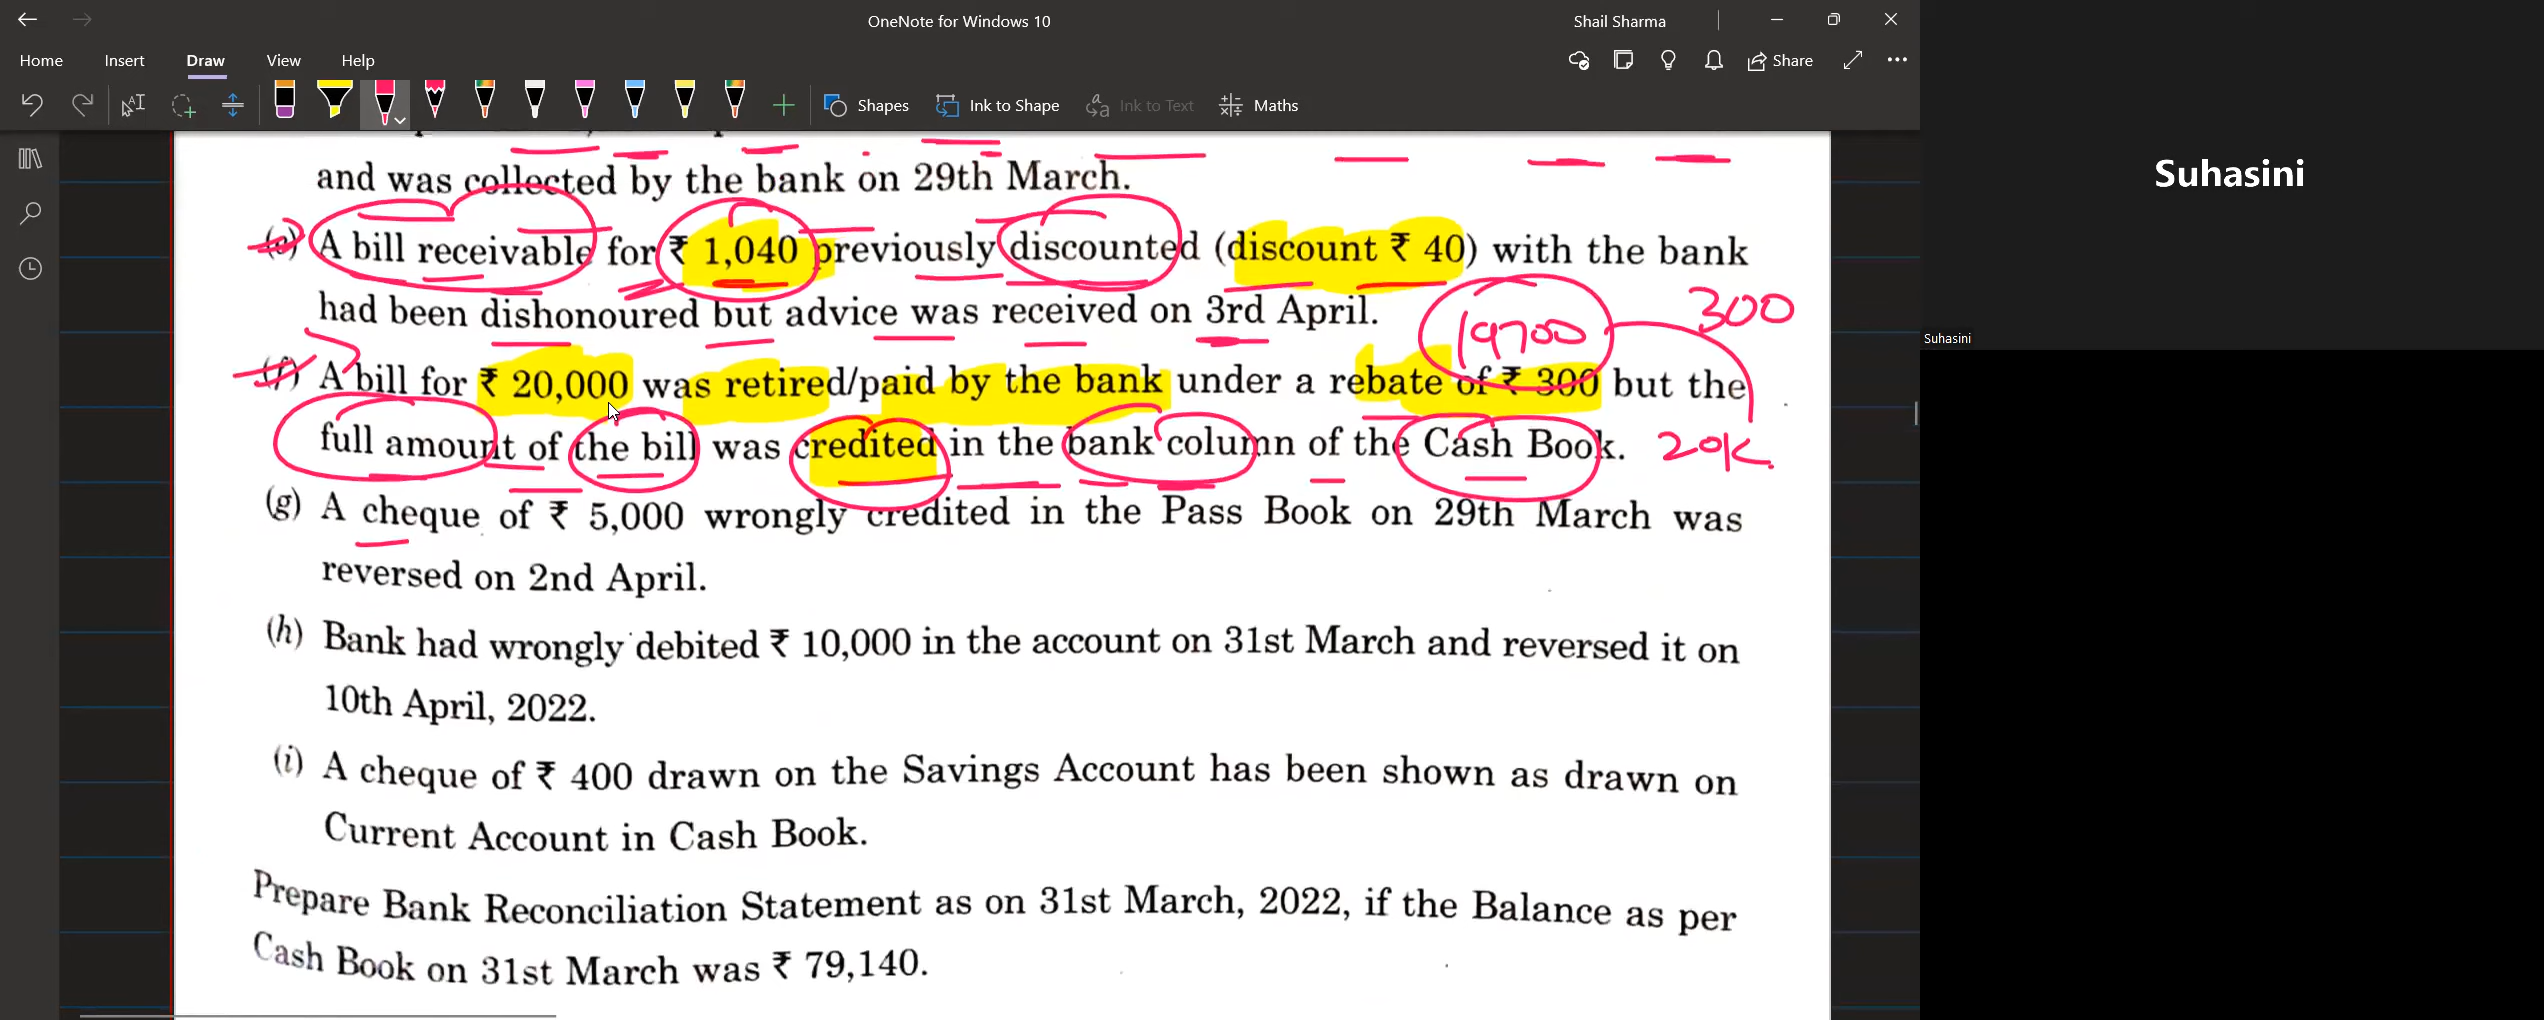 OneNote for Windows 10
Shail Sharma
Home Insert Draw View Help
Share
Shapes Ink to Shape Ink to Text Maths
Suhasini
Suhasini
and was collected by the bank on 29th March.
(e) A bill receivable for ₹ 1,040 previously discounted (discount ₹ 40) with the bank
had been dishonoured but advice was received on 3rd April.
19700 300
(f) A bill for ₹ 20,000 was retired/paid by the bank under a rebate of ₹ 300 but the
full amount of the bill was credited in the bank column of the Cash Book. 20K
(g) A cheque of ₹ 5,000 wrongly credited in the Pass Book on 29th March was
reversed on 2nd April.
(h) Bank had wrongly debited ₹ 10,000 in the account on 31st March and reversed it on
10th April, 2022.
(i) A cheque of ₹ 400 drawn on the Savings Account has been shown as drawn on
Current Account in Cash Book.
Prepare Bank Reconciliation Statement as on 31st March, 2022, if the Balance as per
Cash Book on 31st March was ₹ 79,140.